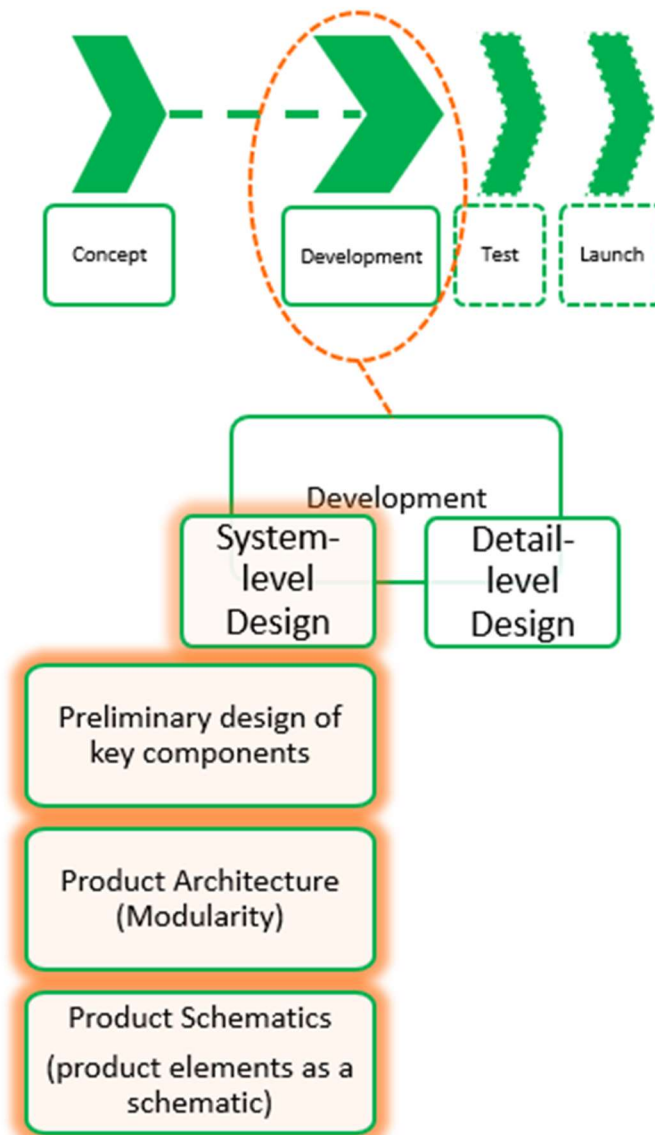 Concept
Development
Test
Launch
Development
System-
level
Design
Detail-
level
Design
Preliminary design of
key components
Product Architecture
(Modularity)
Product Schematics
(product elements as a
schematic)